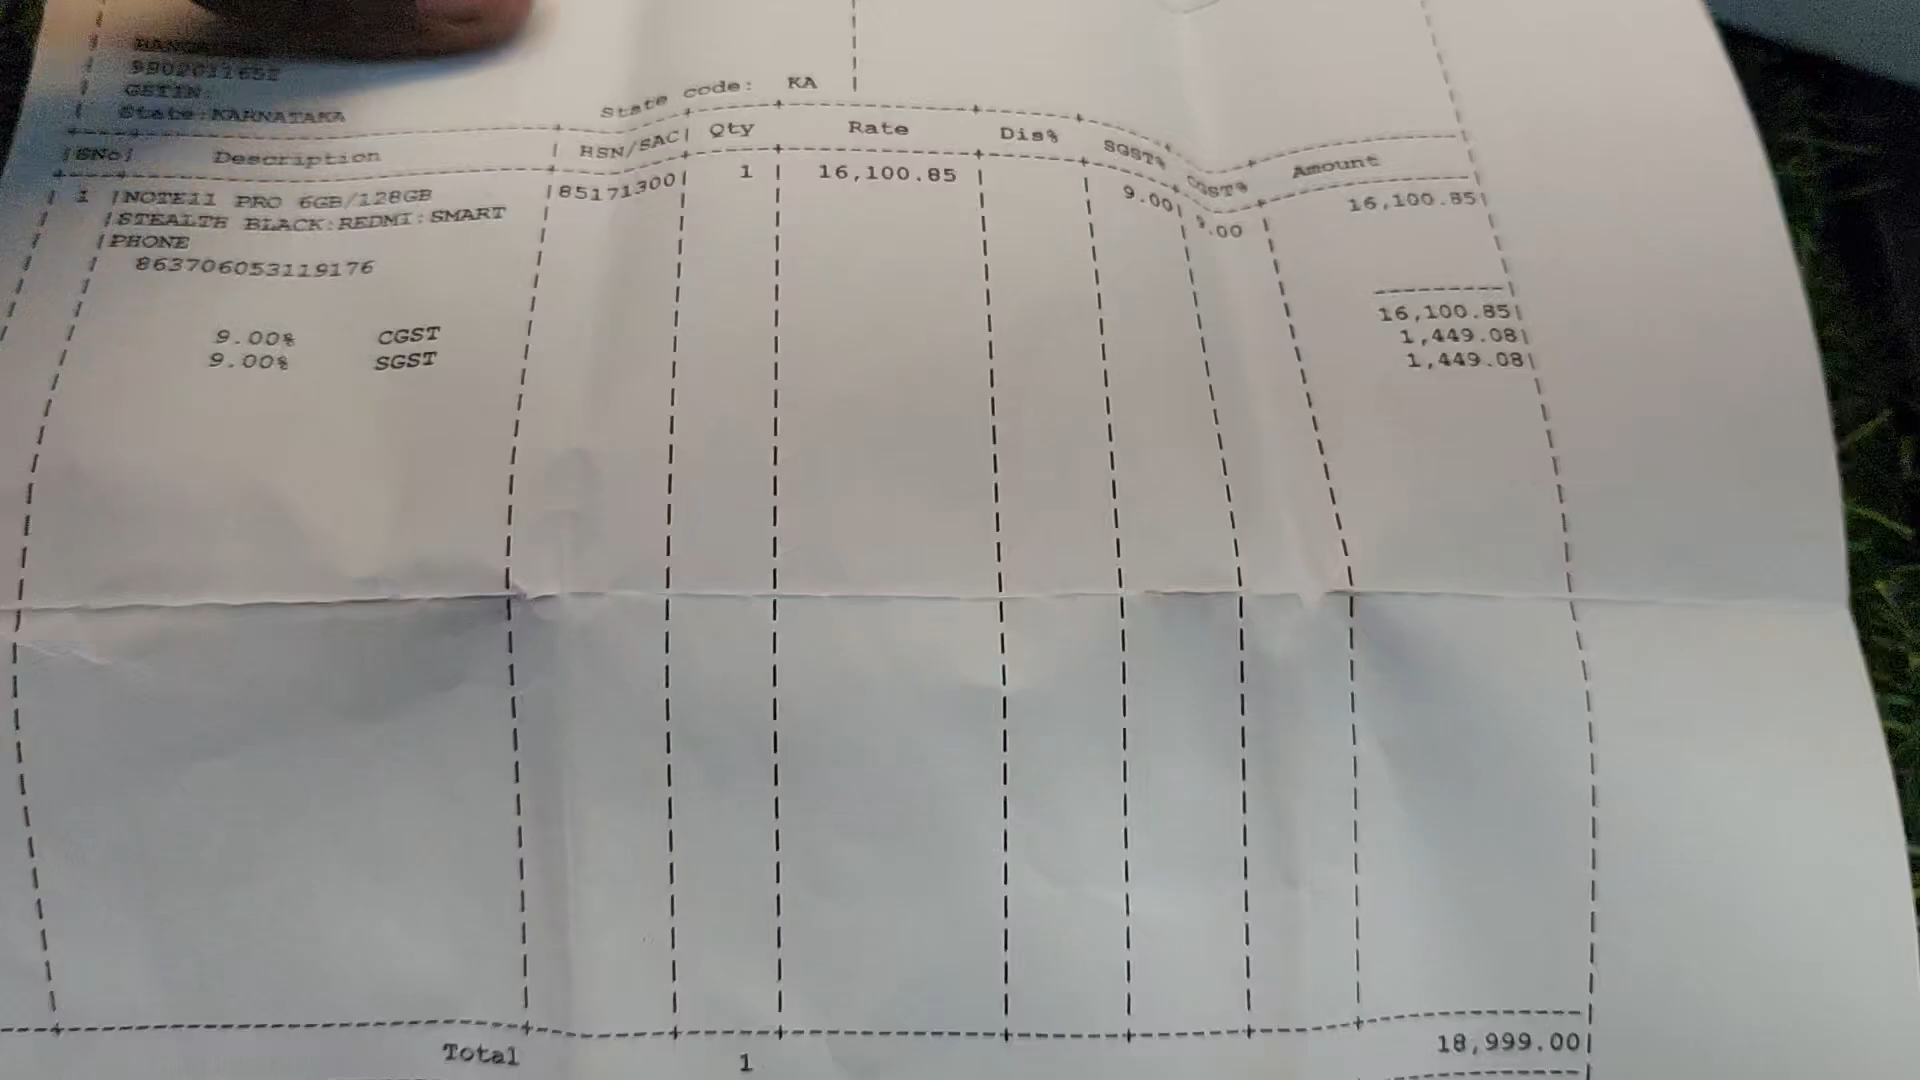 GSTIN:
State:KARNATAKA State code: KA
SNo Description HSN/SAC Qty Rate Dis% SGST% CGST% Amount
1 NOTE11 PRO 6GB/128GB 85171300 1 16,100.85 9.00 9.00 16,100.85
STEALTH BLACK:REDMI:SMART
PHONE
863706053119176
16,100.85
9.00% CGST 1,449.08
9.00% SGST 1,449.08
Total 1 18,999.00